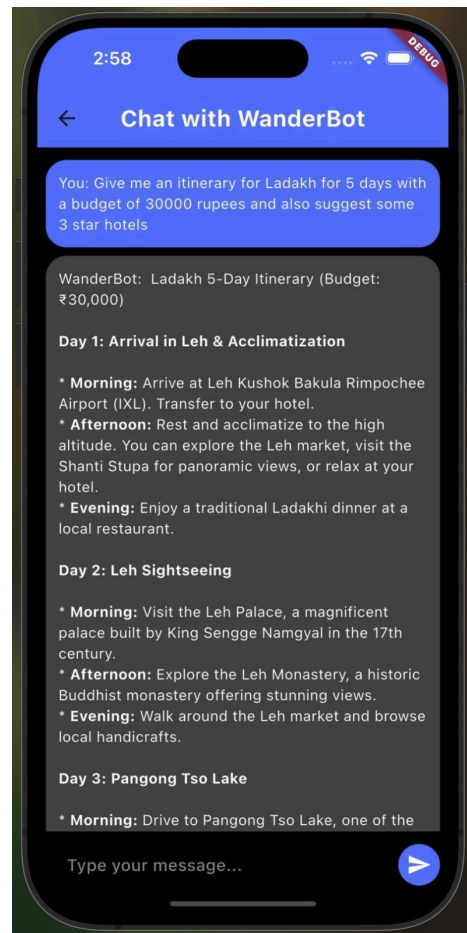 2:58
DEBUG
Chat with WanderBot
You: Give me an itinerary for Ladakh for 5 days with
a budget of 30000 rupees and also suggest some
3 star hotels
WanderBot:  Ladakh 5-Day Itinerary (Budget:
₹30,000)
Day 1: Arrival in Leh & Acclimatization
* Morning: Arrive at Leh Kushok Bakula Rimpochee
Airport (IXL). Transfer to your hotel.
* Afternoon: Rest and acclimatize to the high
altitude. You can explore the Leh market, visit the
Shanti Stupa for panoramic views, or relax at your
hotel.
* Evening: Enjoy a traditional Ladakhi dinner at a
local restaurant.
Day 2: Leh Sightseeing
* Morning: Visit the Leh Palace, a magnificent
palace built by King Sengge Namgyal in the 17th
century.
* Afternoon: Explore the Leh Monastery, a historic
Buddhist monastery offering stunning views.
* Evening: Walk around the Leh market and browse
local handicrafts.
Day 3: Pangong Tso Lake
* Morning: Drive to Pangong Tso Lake, one of the
Type your message...